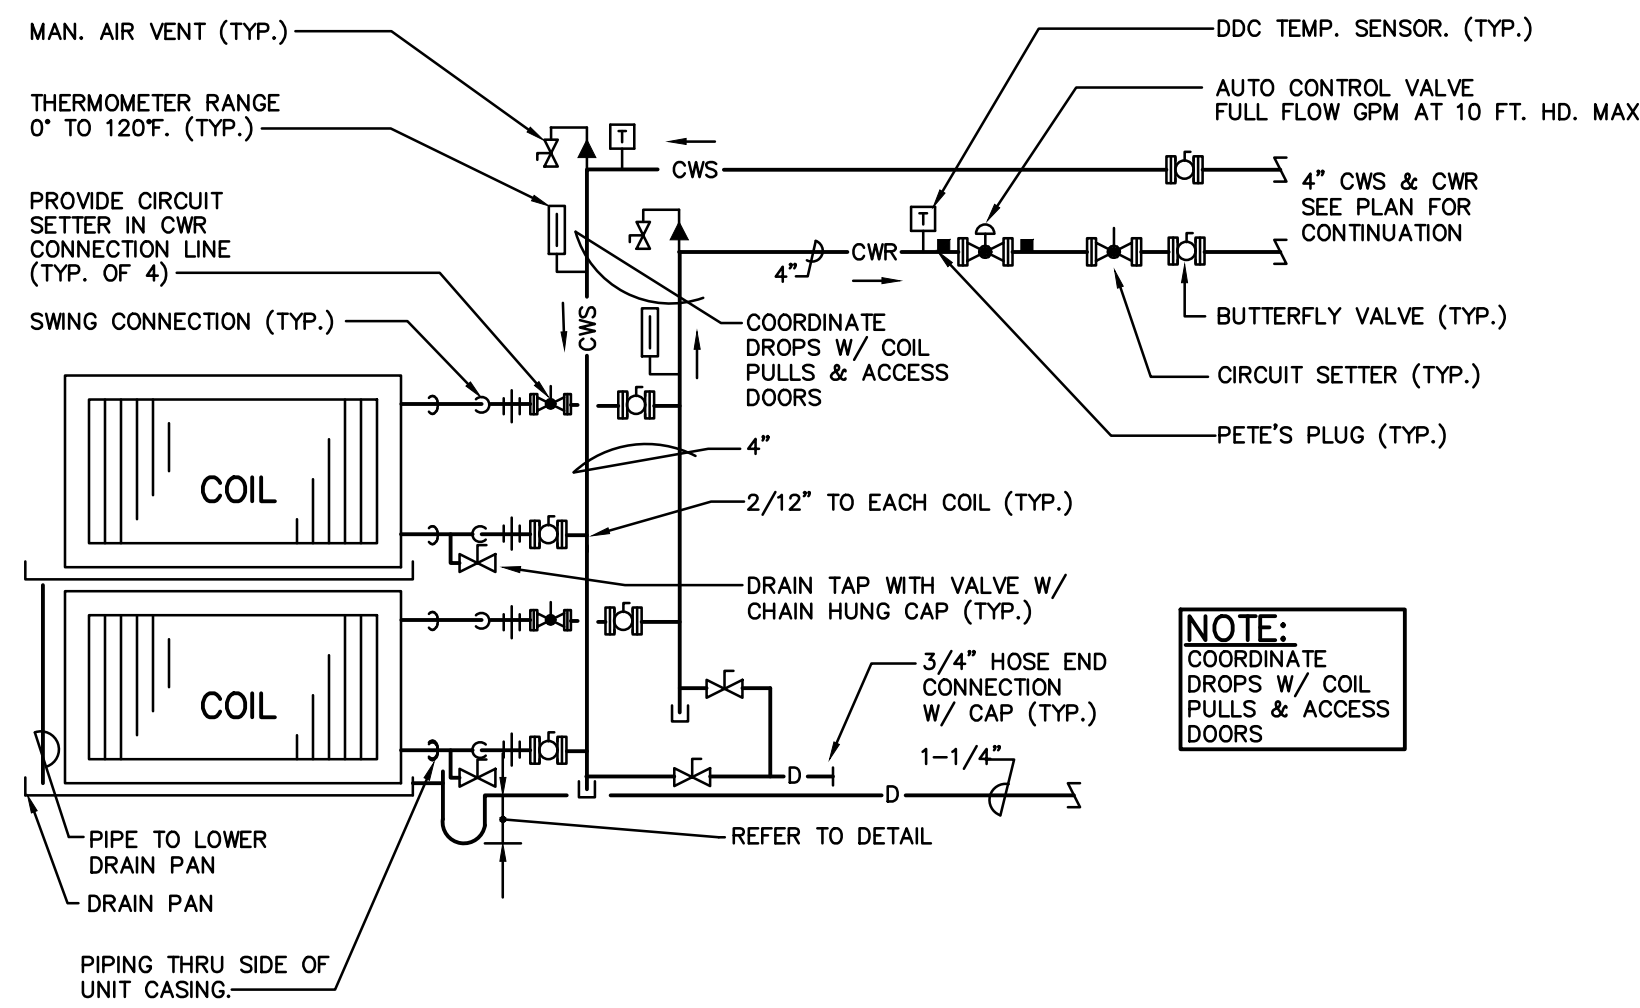 MAN. AIR VENT (TYP.)
THERMOMETER RANGE
0° TO 120°F. (TYP.)
PROVIDE CIRCUIT
SETTER IN CWR
CONNECTION LINE
(TYP. OF 4)
SWING CONNECTION (TYP.)
DDC TEMP. SENSOR. (TYP.)
AUTO CONTROL VALVE
FULL FLOW GPM AT 10 FT. HD. MAX
T
CWS
4” CWS & CWR
SEE PLAN FOR
CONTINUATION
T
CWR
4”
CWS
BUTTERFLY VALVE (TYP.)
CIRCUIT SETTER (TYP.)
PETE'S PLUG (TYP.)
COORDINATE
DROPS W/ COIL
PULLS & ACCESS
DOORS
4”
2/12” TO EACH COIL (TYP.)
COIL
DRAIN TAP WITH VALVE W/
CHAIN HUNG CAP (TYP.)
COIL
3/4” HOSE END
CONNECTION
W/ CAP (TYP.)
1-1/4”
D
D
NOTE:
COORDINATE
DROPS W/ COIL
PULLS & ACCESS
DOORS
REFER TO DETAIL
PIPE TO LOWER
DRAIN PAN
DRAIN PAN
PIPING THRU SIDE OF
UNIT CASING.